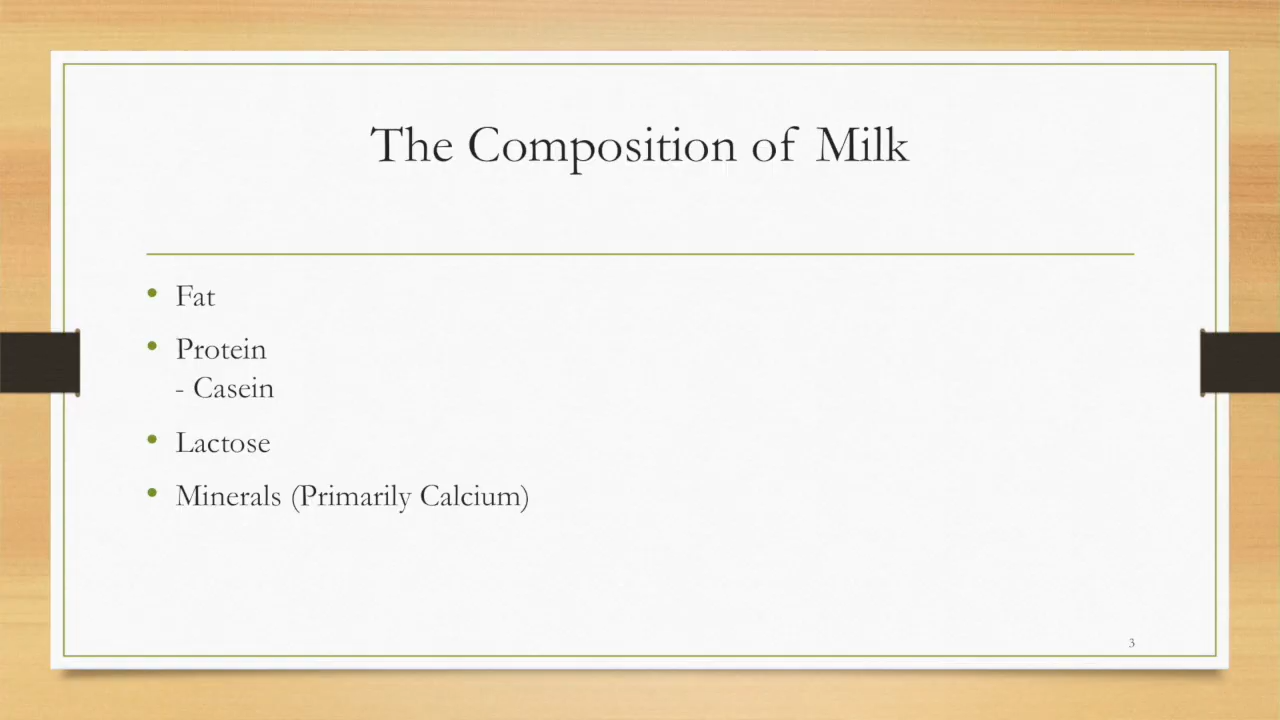 The Composition of Milk
• Fat
• Protein
- Casein
• Lactose
• Minerals (Primarily Calcium)
3